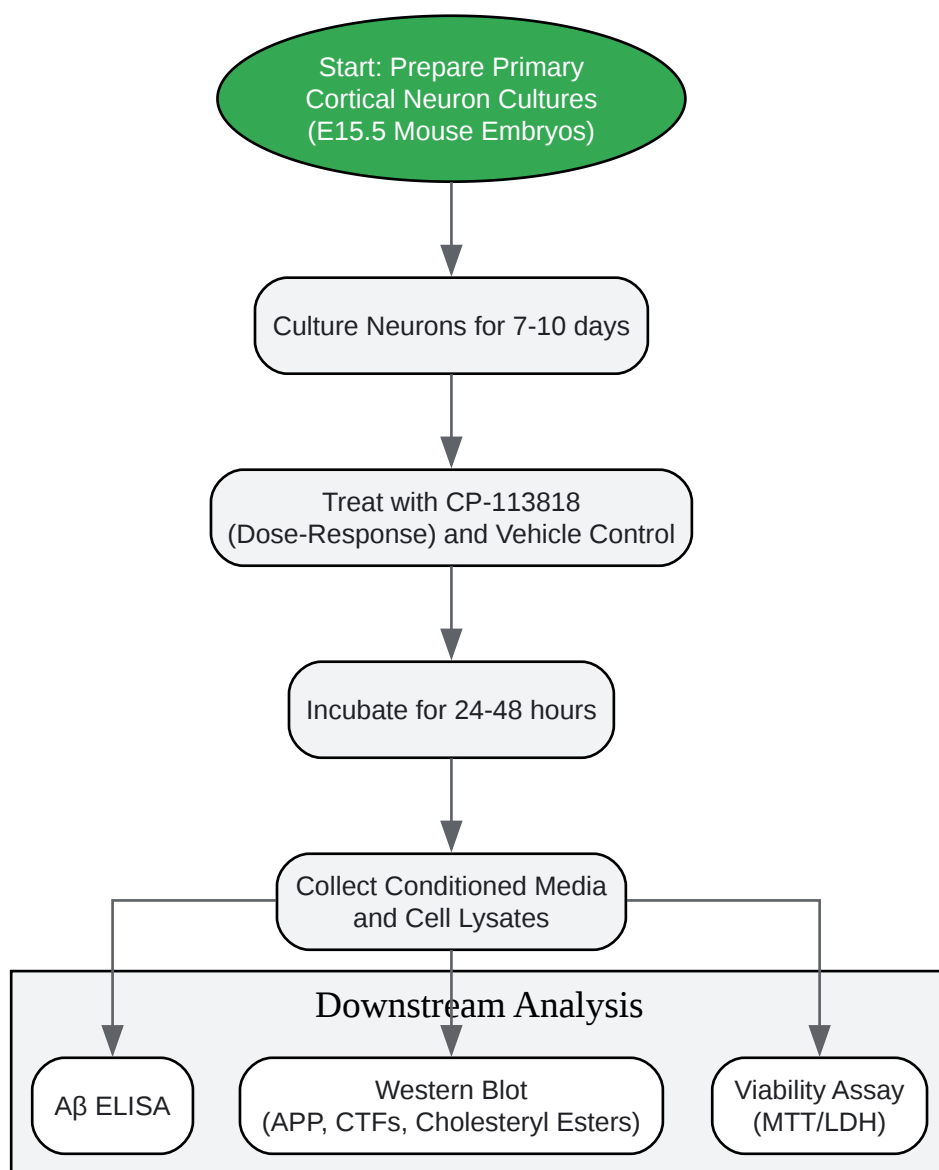 Start: Prepare Primary
Cortical Neuron Cultures
(E15.5 Mouse Embryos)
Culture Neurons for 7-10 days
Treat with CP-113818
(Dose-Response) and Vehicle Control
Incubate for 24-48 hours
Collect Conditioned Media
and Cell Lysates
Downstream Analysis
Aβ ELISA
Western Blot
(APP, CTFs, Cholesteryl Esters)
Viability Assay
(MTT/LDH)